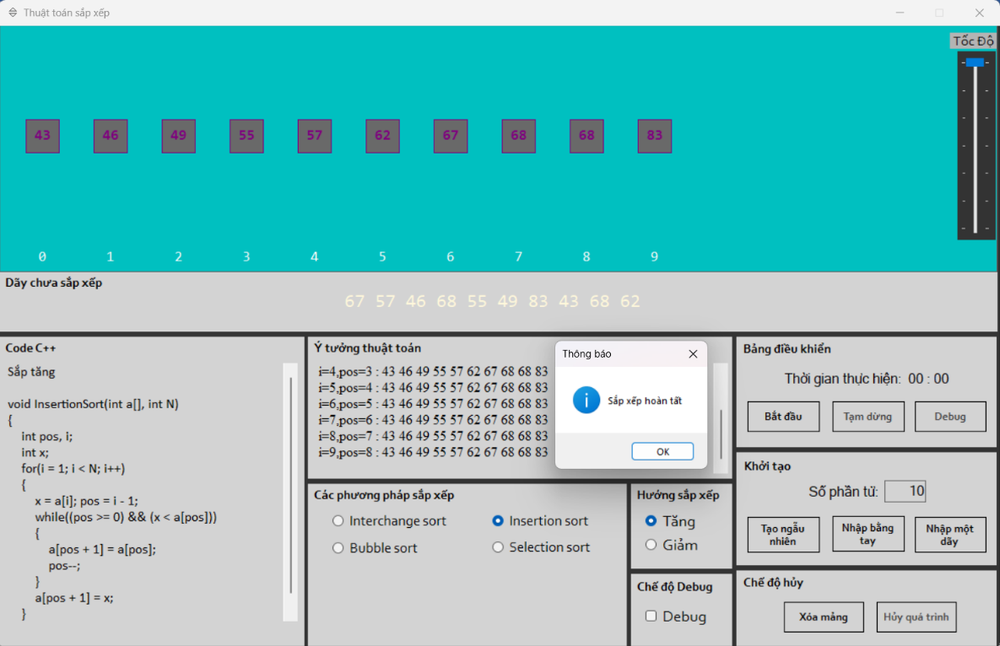 Thuật toán sắp xếp
Tốc Độ
43 46 49 55 57 62 67 68 68 83
0 1 2 3 4 5 6 7 8 9
Dãy chưa sắp xếp
67 57 46 68 55 49 83 43 68 62
Code C++
Sắp tăng
void InsertionSort(int a[], int N)
{
int pos, i;
int x;
for(i = 1; i < N; i++)
{
x = a[i]; pos = i - 1;
while((pos >= 0) && (x < a[pos]))
{
a[pos + 1] = a[pos];
pos--;
}
a[pos + 1] = x;
}
Ý tưởng thuật toán
i=4,pos=3 : 43 46 49 55 57 62 67 68 68 83
i=5,pos=4 : 43 46 49 55 57 62 67 68 68 83
i=6,pos=5 : 43 46 49 55 57 62 67 68 68 83
i=7,pos=6 : 43 46 49 55 57 62 67 68 68 83
i=8,pos=7 : 43 46 49 55 57 62 67 68 68 83
i=9,pos=8 : 43 46 49 55 57 62 67 68 68 83
Thông báo
Sắp xếp hoàn tất
OK
Các phương pháp sắp xếp
Interchange sort
Insertion sort
Bubble sort
Selection sort
Hướng sắp xếp
Tăng
Giảm
Chế độ Debug
Debug
Bảng điều khiển
Thời gian thực hiện: 00 : 00
Bắt đầu
Tạm dừng
Debug
Khởi tạo
Số phần tử: 10
Tạo ngẫu
nhiên
Nhập bằng
tay
Nhập một
dãy
Chế độ hủy
Xóa mảng
Hủy quá trình